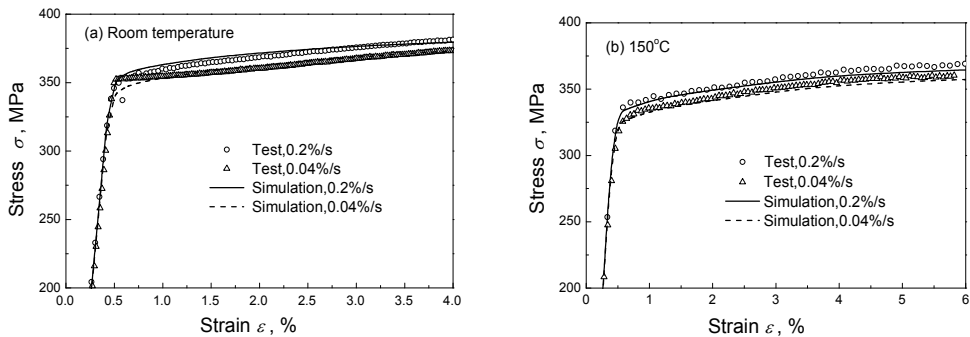 (a) Room temperature
400
350
300
250
200
Stress σ, MPa
Test,0.2%/s
Test,0.04%/s
Simulation,0.2%/s
Simulation,0.04%/s
0.0 0.5 1.0 1.5 2.0 2.5 3.0 3.5 4.0
Strain ε, %
(b) 150°C
400
350
300
250
200
Stress σ, MPa
Test,0.2%/s
Test,0.04%/s
Simulation,0.2%/s
Simulation,0.04%/s
0 1 2 3 4 5 6
Strain ε, %